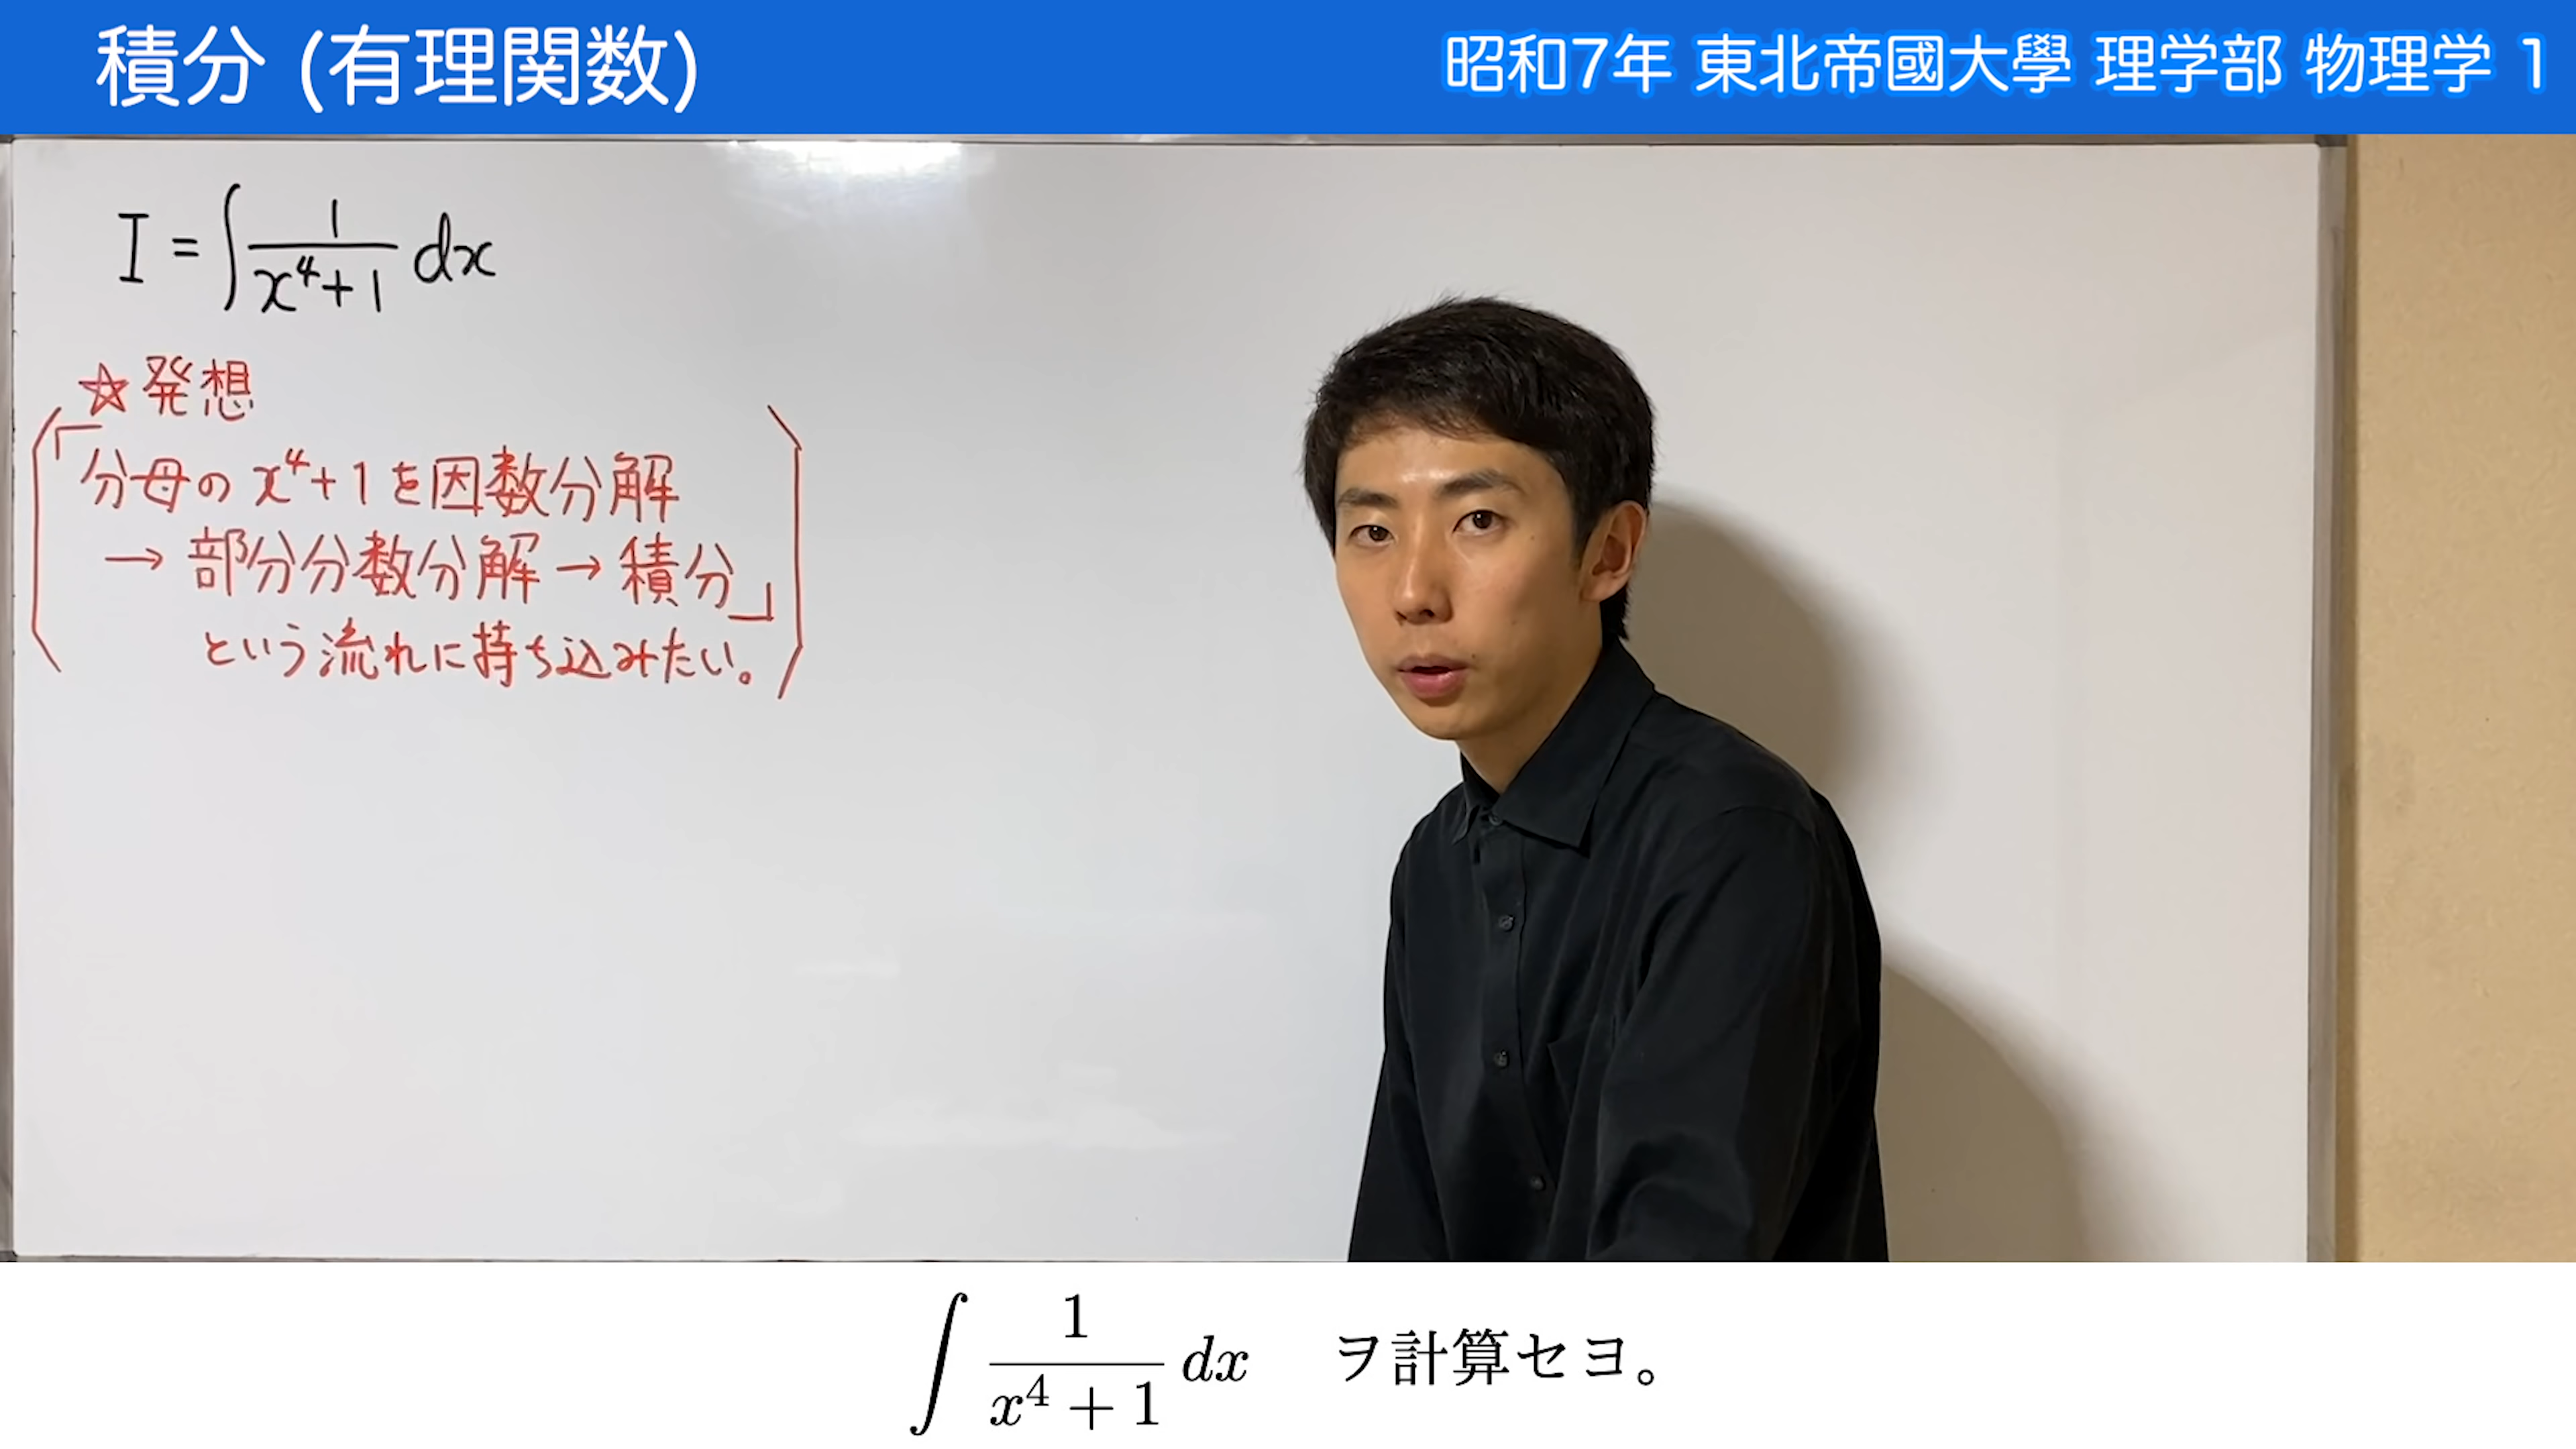 積分 (有理関数)
昭和7年 東北帝國大學 理学部 物理学 1
I = ∫ 1/(x⁴+1) dx
☆発想
「分母の x⁴+1 を因数分解
→ 部分分数分解 → 積分」
という流れに持ち込みたい。
∫ 1/(x⁴ + 1) dx ヲ計算セヨ。